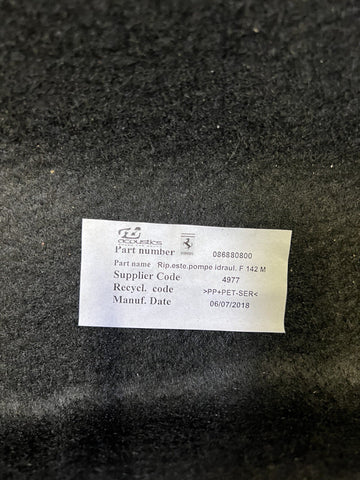 acoustics
Part number 086880800
Part name Rip.este.pompe idraul. F 142 M
Supplier Code 4977
Recycl. code >PP+PET-SER<
Manuf. Date 06/07/2018